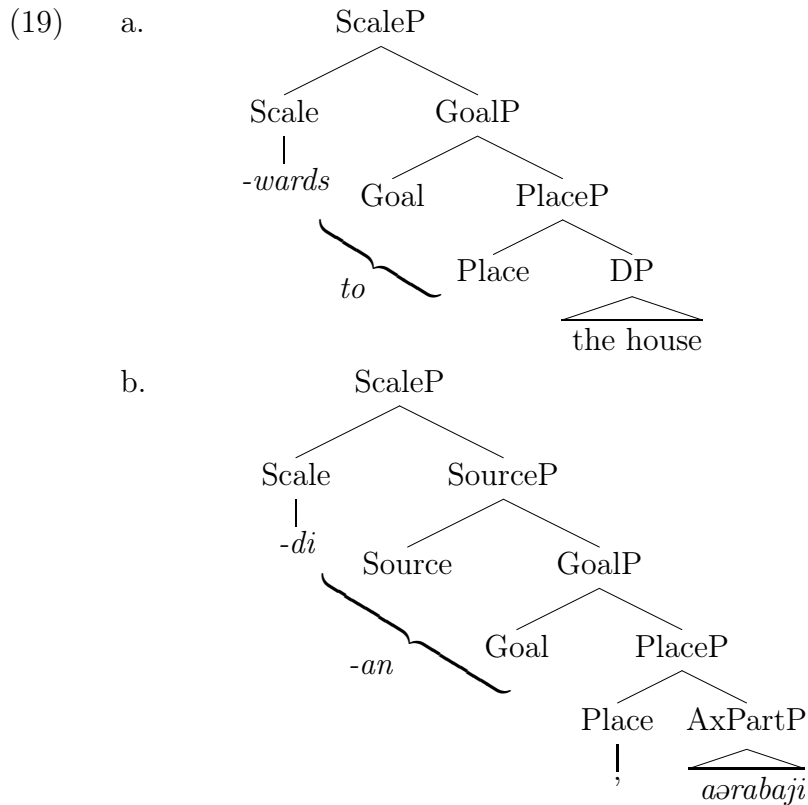 (19) a. ScaleP
Scale GoalP
-wards Goal PlaceP
to Place DP
the house
b. ScaleP
Scale SourceP
-di Source GoalP
-an Goal PlaceP
Place AxPartP
, aərabaji